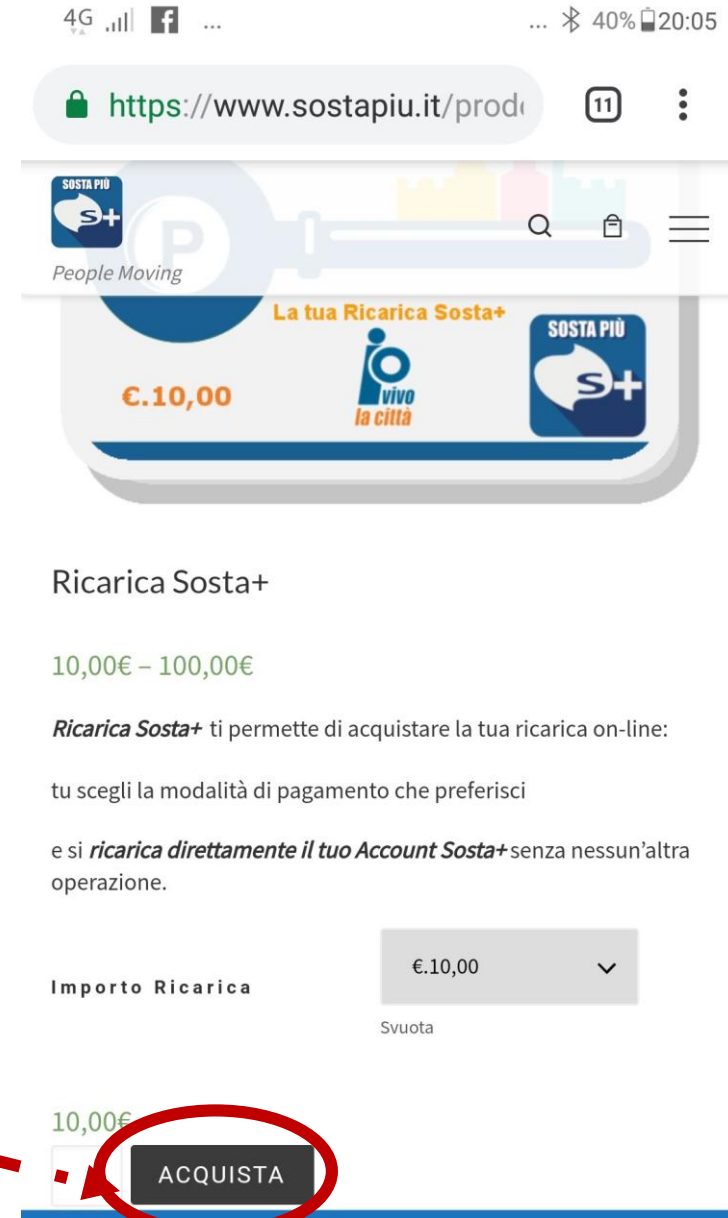 4G f ... ... 40% 20:05
https://www.sostapiu.it/prod
11
SOSTA PIÙ
S+
P
People Moving
La tua Ricarica Sosta+
€.10,00
io
vivo
la città
SOSTA PIÙ
S+
Ricarica Sosta+
10,00€ – 100,00€
Ricarica Sosta+ ti permette di acquistare la tua ricarica on-line:
tu scegli la modalità di pagamento che preferisci
e si ricarica direttamente il tuo Account Sosta+ senza nessun’altra
operazione.
Importo Ricarica
€.10,00
Svuota
10,00€
ACQUISTA